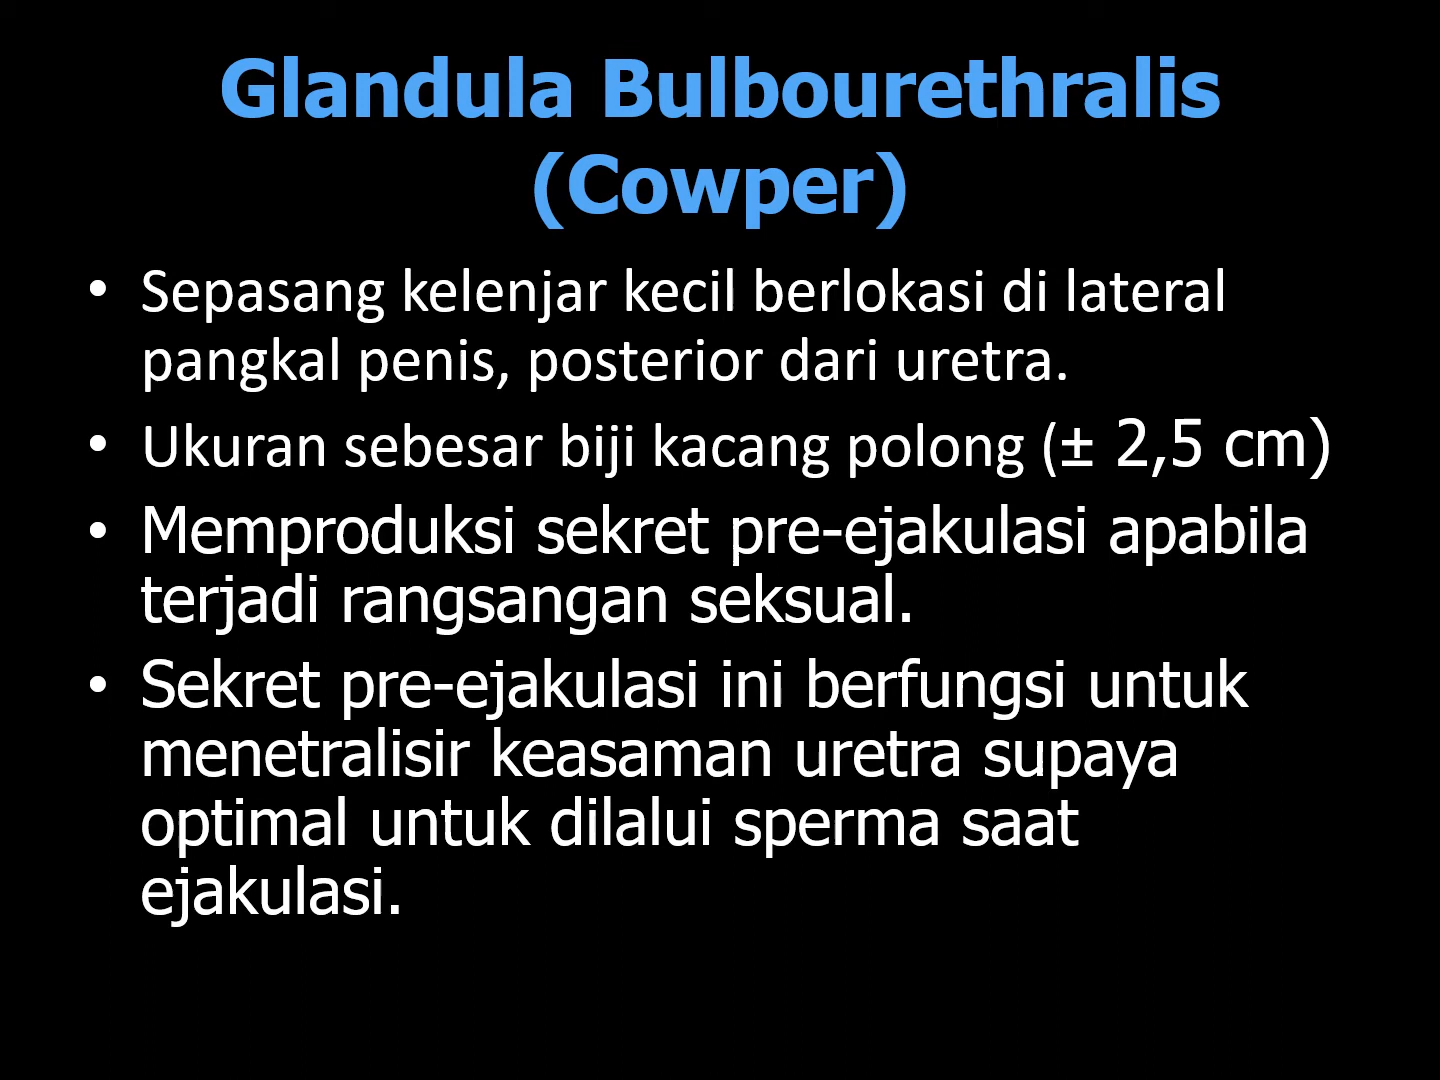 Glandula Bulbourethralis
(Cowper)
• Sepasang kelenjar kecil berlokasi di lateral
pangkal penis, posterior dari uretra.
• Ukuran sebesar biji kacang polong (± 2,5 cm)
• Memproduksi sekret pre-ejakulasi apabila
terjadi rangsangan seksual.
• Sekret pre-ejakulasi ini berfungsi untuk
menetralisir keasaman uretra supaya
optimal untuk dilalui sperma saat
ejakulasi.